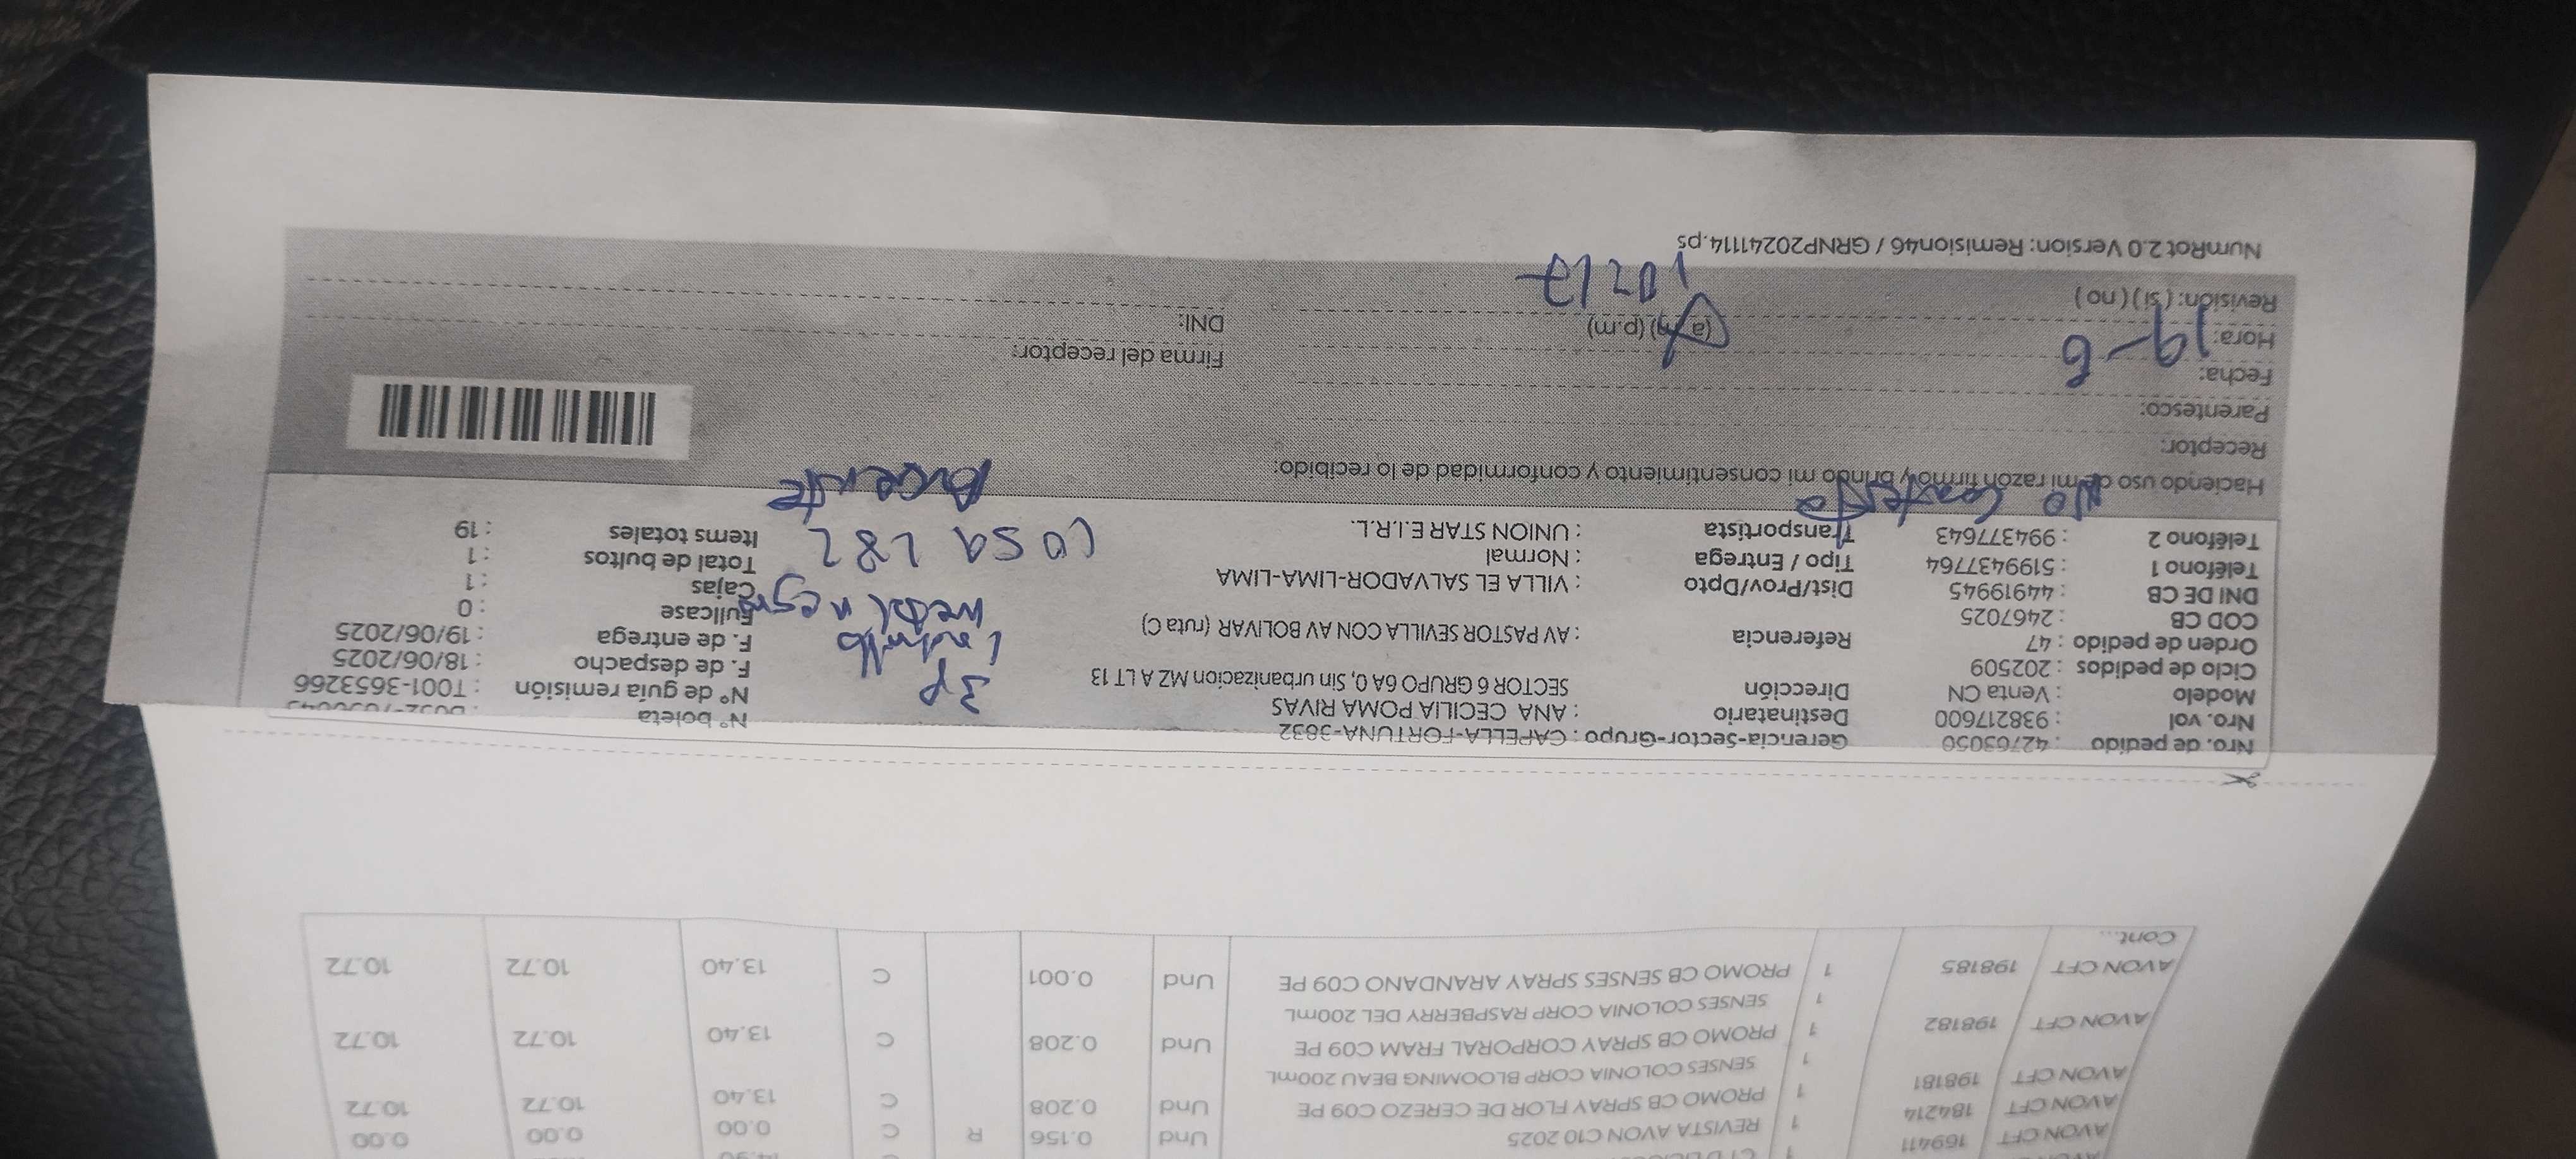 169411 1 REVISTA AVON C10 2025 Und 0.156 R C 0.00 0.00 0.00
AVON CFT 184214 1 PROMO CB SPRAY FLOR DE CEREZO C09 PE Und 0.208 C 13.40 10.72 10.72
AVON CFT 198181 1 SENSES COLONIA CORP BLOOMING BEAU 200mL
AVON CFT 1 PROMO CB SPRAY CORPORAL FRAM C09 PE Und 0.208 C 13.40 10.72 10.72
AVON CFT 198182 1 SENSES COLONIA CORP RASPBERRY DEL 200mL
AVON CFT 198185 1 PROMO CB SENSES SPRAY ARANDANO C09 PE Und 0.001 C 13.40 10.72 10.72
Cont...
Nro. de pedido : 42763050 Gerencia-Sector-Grupo : CAPELLA-FORTUNA-3632 N° boleta
Nro. vol : 938217600 Destinatario : ANA CECILIA POMA RIVAS N° de guía remisión : T001-3653266
Modelo : Venta CN Dirección SECTOR 6 GRUPO 6A 0, Sin urbanizacion MZ A LT 13 F. de despacho : 18/06/2025
Ciclo de pedidos : 202509 F. de entrega : 19/06/2025
Orden de pedido : 47 Referencia : AV PASTOR SEVILLA CON AV BOLIVAR (ruta C) Fullcase : 0
COD CB : 2467025 Cajas : 1
DNI DE CB : 44919945 Dist/Prov/Dpto : VILLA EL SALVADOR-LIMA-LIMA Total de bultos : 1
Teléfono 1 : 51994377764 Tipo / Entrega : Normal Items totales : 19
Teléfono 2 : 994377643 Transportista : UNION STAR E.I.R.L.
3p
Ladrillo
Medl negro
COSA 282
No Contesta
Ausente
Haciendo uso de mi razón firmo y brindo mi consentimiento y conformidad de lo recibido:
Receptor:
Parentesco:
Fecha: 19-6
Firma del receptor:
Hora: (a.m) (p.m)
DNI:
10217
Revisión: ( si ) ( no )
NumRot 2.0 Version: Remision46 / GRNP20241114.ps